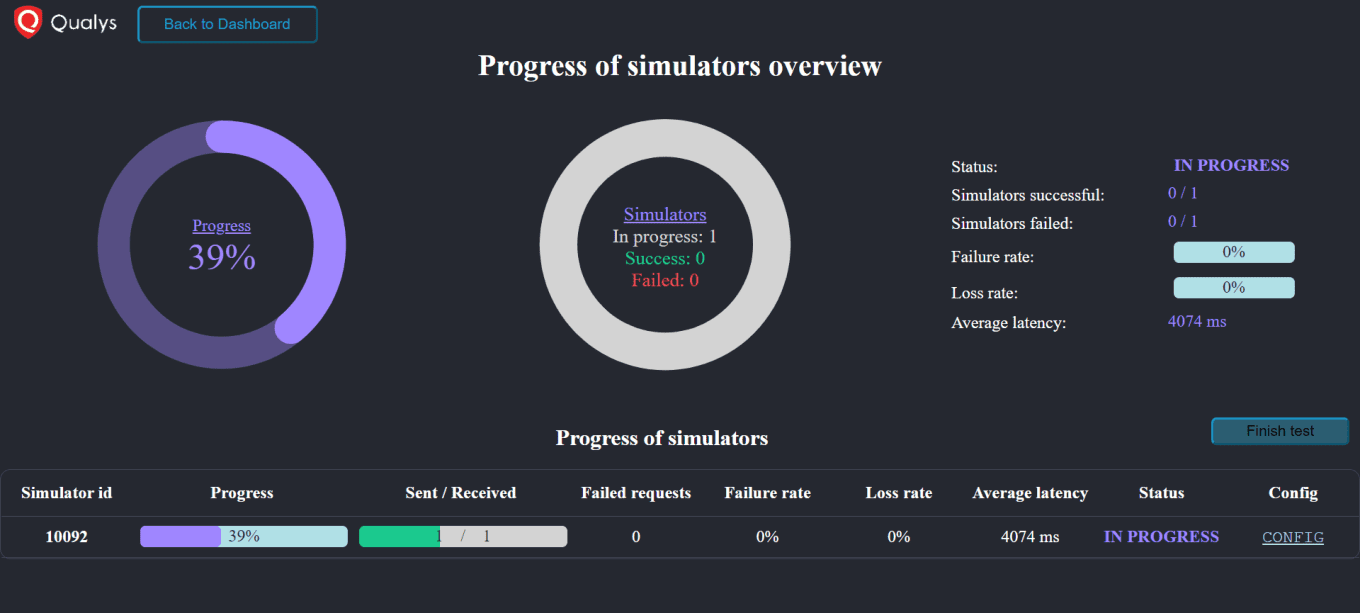 Qualys
Back to Dashboard
Progress of simulators overview
Progress
39%
Simulators
In progress: 1
Success: 0
Failed: 0
Status: IN PROGRESS
Simulators successful: 0 / 1
Simulators failed: 0 / 1
Failure rate: 0%
Loss rate: 0%
Average latency: 4074 ms
Progress of simulators
Finish test
Simulator id Progress Sent / Received Failed requests Failure rate Loss rate Average latency Status Config
10092 39% 1 / 1 0 0% 0% 4074 ms IN PROGRESS CONFIG